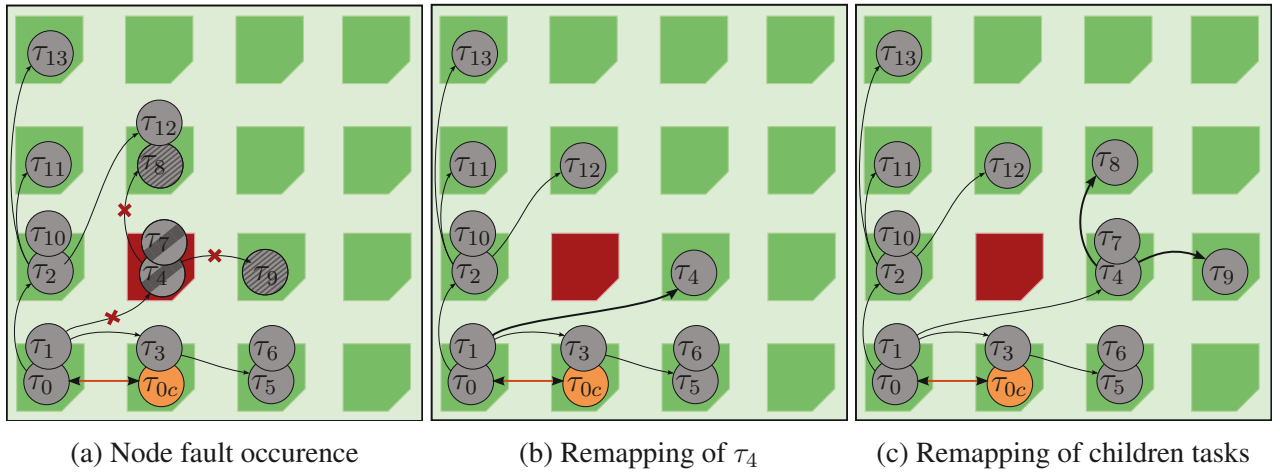 τ13 τ13 τ13
τ12
τ11 τ8 τ11 τ12 τ11 τ12 τ8
τ10 τ7 τ10 τ10 τ7
τ2 τ4 τ9 τ2 τ4 τ2 τ4 τ9
τ1 τ3 τ6 τ1 τ3 τ6 τ1 τ3 τ6
τ0 τ0c τ5 τ0 τ0c τ5 τ0 τ0c τ5
(a) Node fault occurence (b) Remapping of τ4 (c) Remapping of children tasks